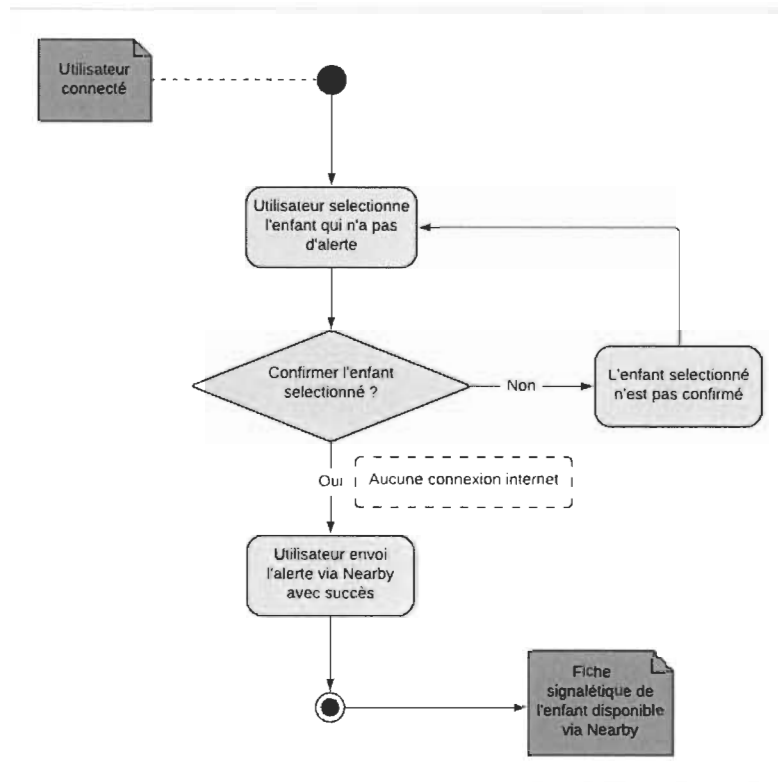 Utilisateur
connecté
Utilisateur selectionne
l'enfant qui n'a pas
d'alerte
Confirmer l'enfant
selectionné ?
Non
L'enfant selectionné
n'est pas confirmé
Oui
Aucune connexion internet
Utilisateur envoi
l'alerte via Nearby
avec succès
Fiche
signalétique de
l'enfant disponible
via Nearby